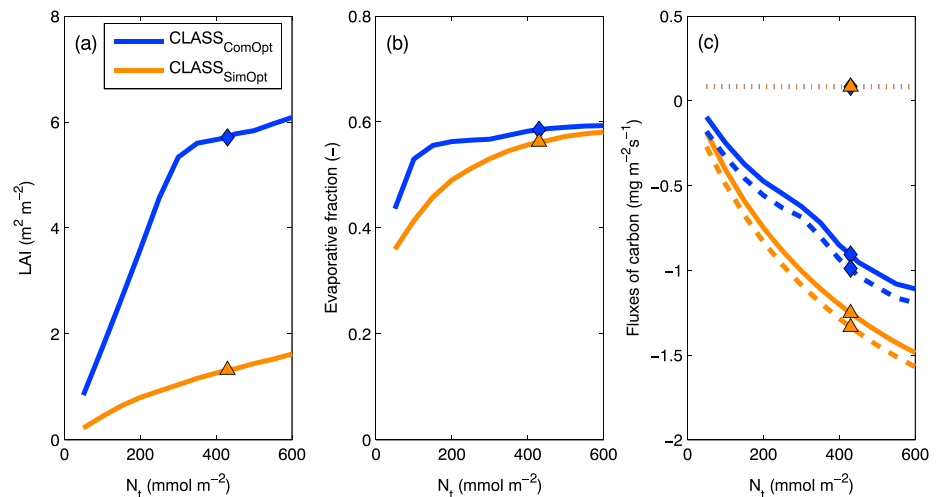 (a)
CLASS_ComOpt
CLASS_SimOpt
8
6
4
2
0
LAI (m² m⁻²)
0
200
400
600
N_t (mmol m⁻²)
(b)
0.8
0.6
0.4
0.2
0
Evaporative fraction (−)
0
200
400
600
N_t (mmol m⁻²)
(c)
0.5
0
−0.5
−1
−1.5
−2
Fluxes of carbon (mg m⁻²s⁻¹)
0
200
400
600
N_t (mmol m⁻²)